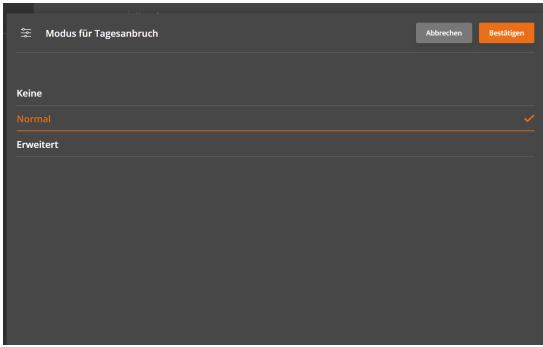 Modus für Tagesanbruch
Abbrechen
Bestätigen
Keine
Normal
Erweitert